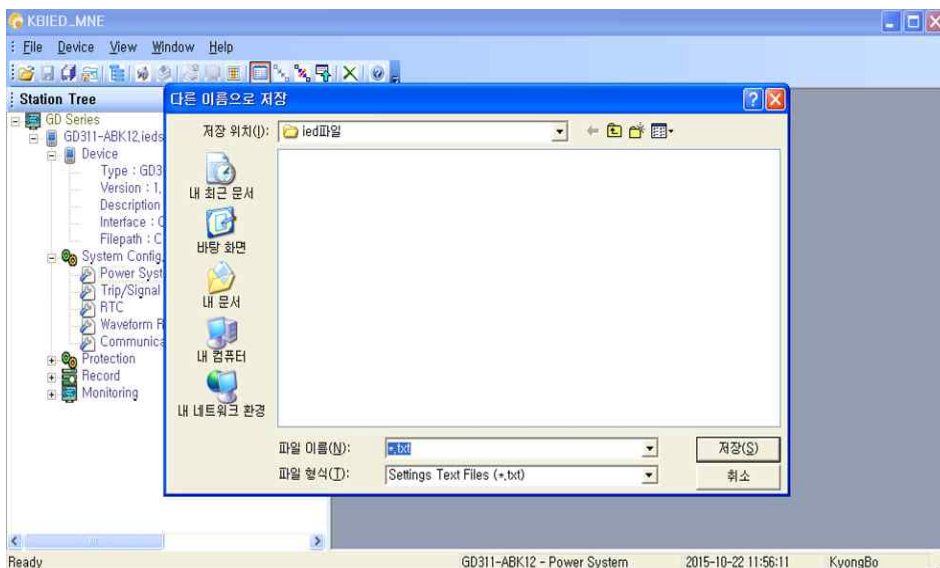 KBIED_MNE
File Device View Window Help
Station Tree
GD Series
GD311-ABK12,ieds
Device
Type : GD3
Version : 1,
Description
Interface : C
Filepath : C
System Config,
Power Syst
Trip/Signal
RTC
Waveform R
Communica
Protection
Record
Monitoring
다른 이름으로 저장
저장 위치(I): ied파일
내 최근 문서
바탕 화면
내 문서
내 컴퓨터
내 네트워크 환경
파일 이름(N): *.txt 저장(S)
파일 형식(T): Settings Text Files (*.txt) 취소
Ready GD311-ABK12 - Power System 2015-10-22 11:56:11 KyongBo